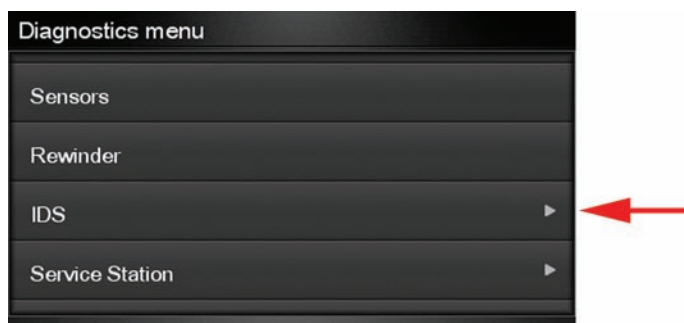 Diagnostics menu
Sensors
Rewinder
IDS
Service Station